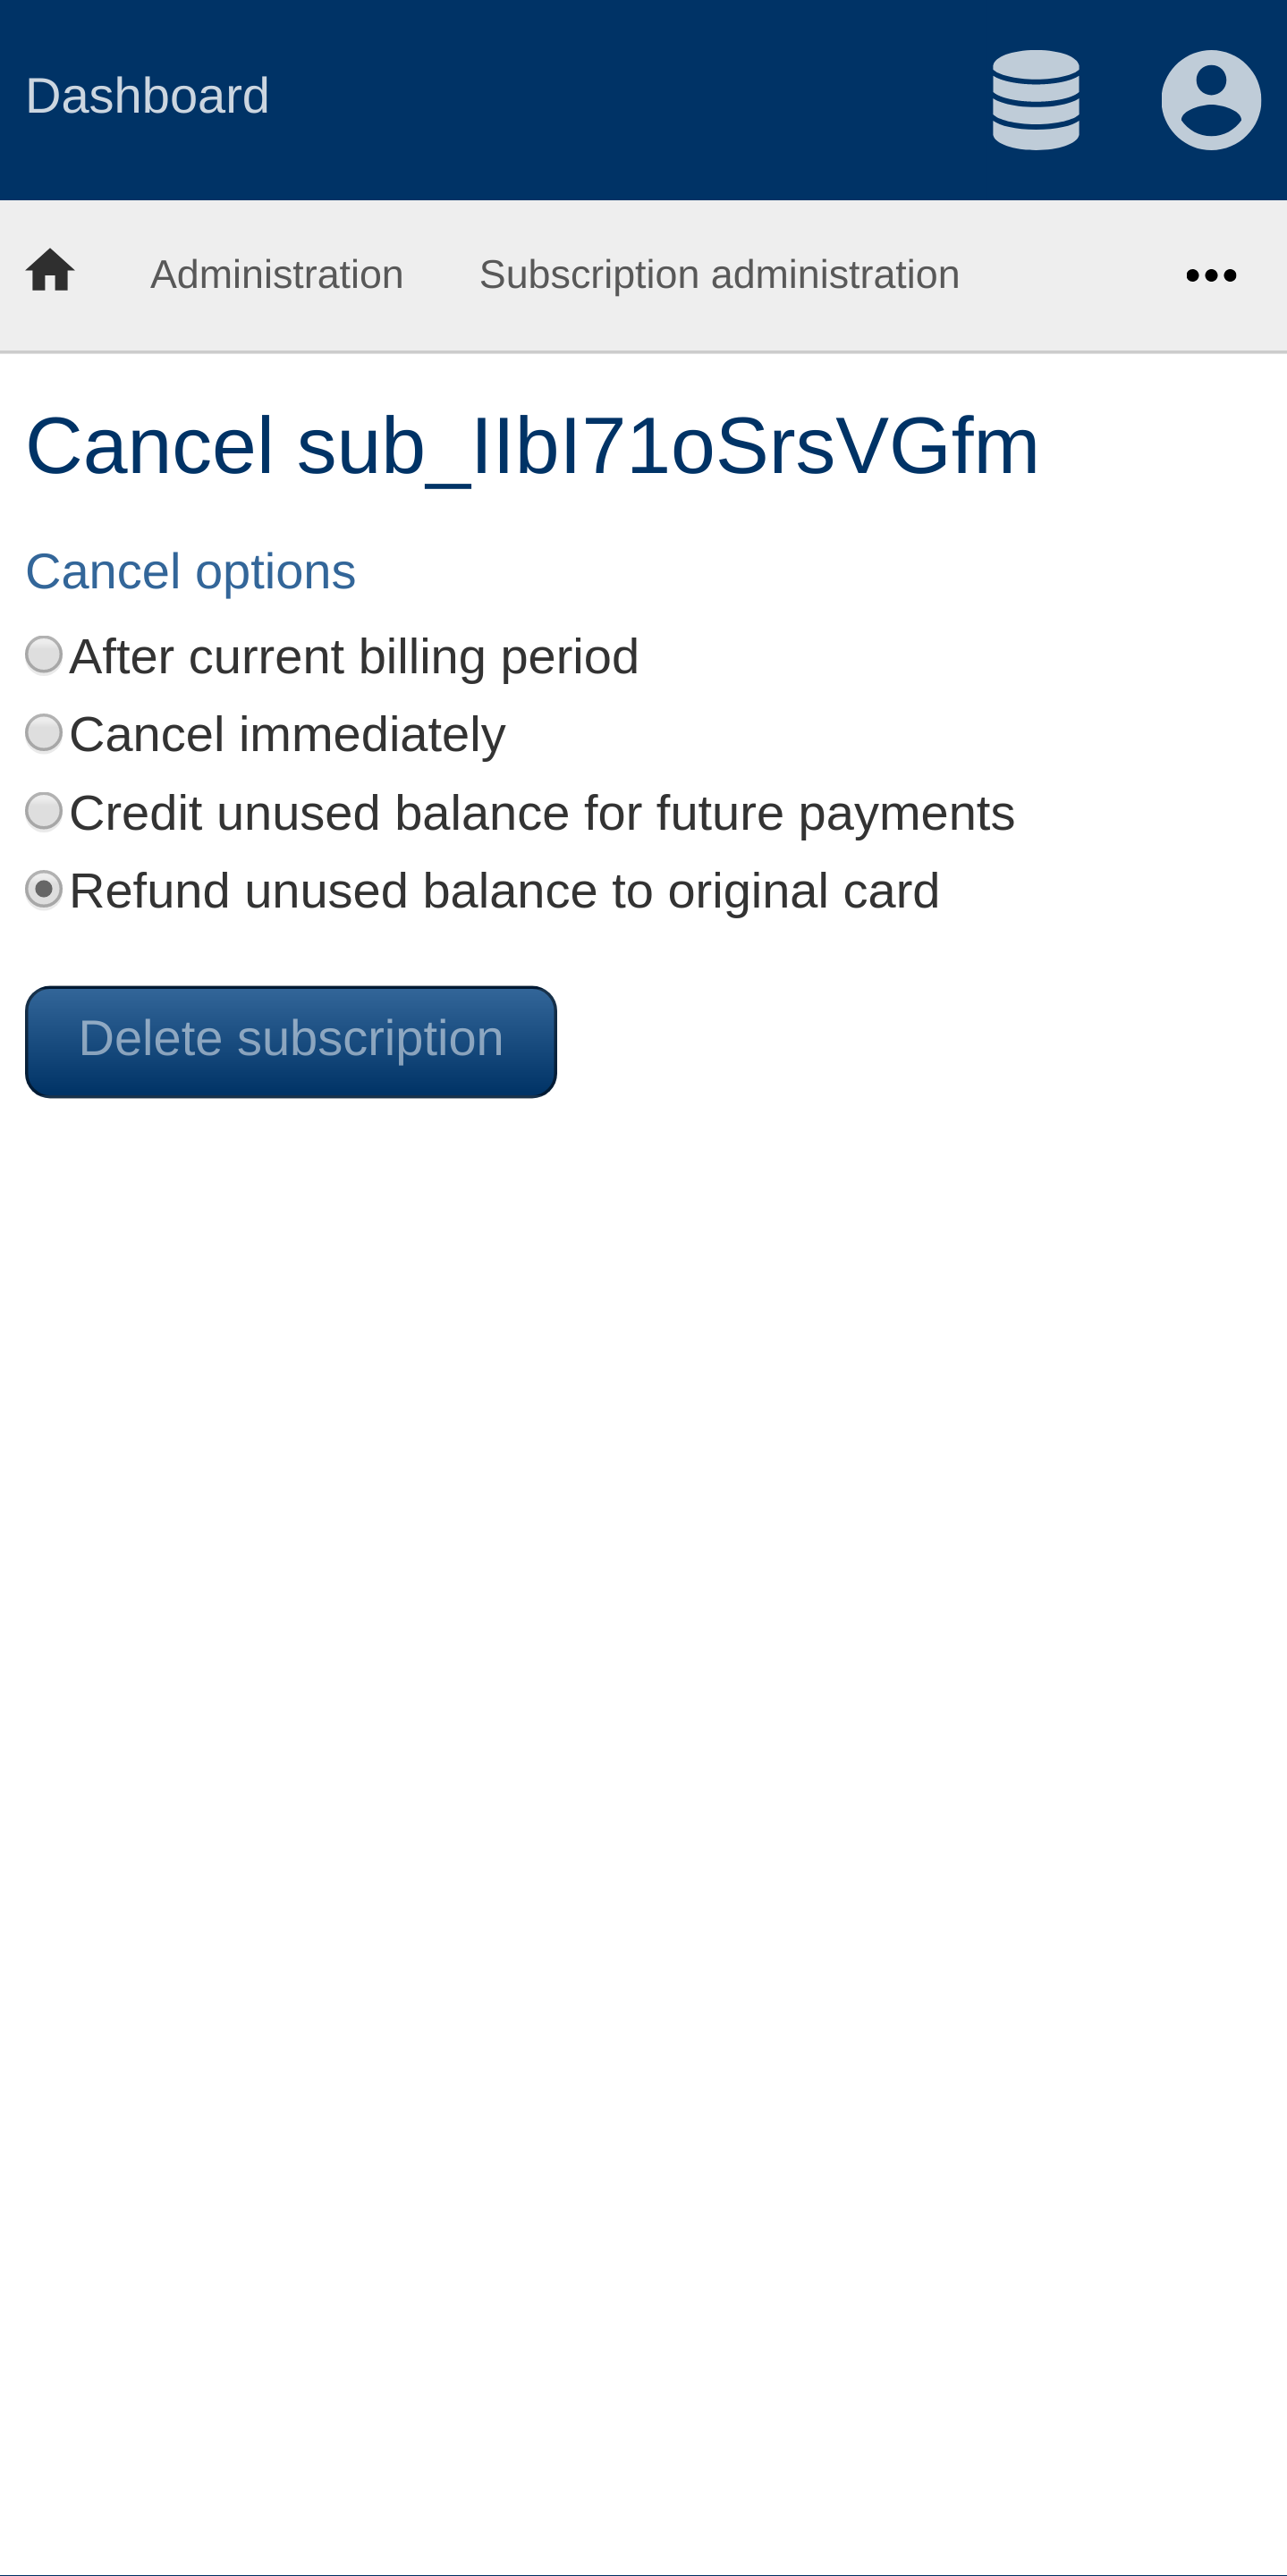 Dashboard
Administration Subscription administration
Cancel sub_IIbI71oSrsVGfm
Cancel options
After current billing period
Cancel immediately
Credit unused balance for future payments
Refund unused balance to original card
Delete subscription